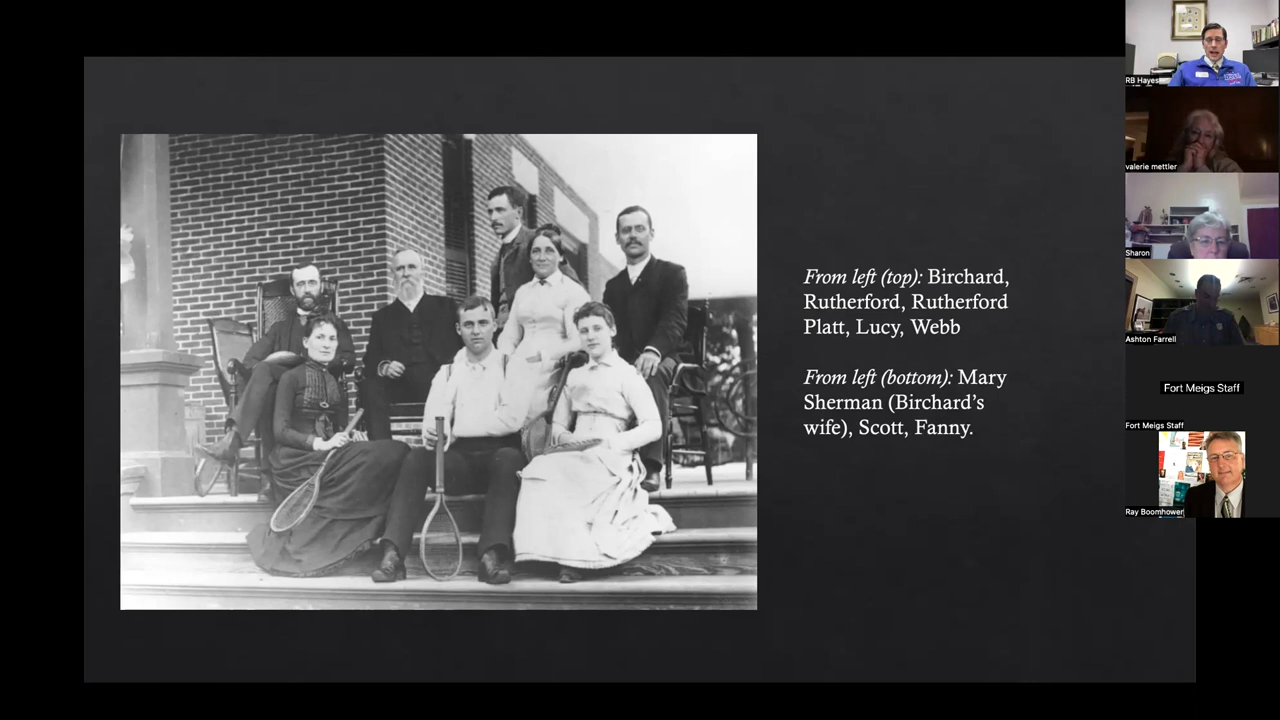 From left (top): Birchard,
Rutherford, Rutherford
Platt, Lucy, Webb
From left (bottom): Mary
Sherman (Birchard's
wife), Scott, Fanny.
RB Hayes
valerie mettler
Sharon
Ashton Farrell
Fort Meigs Staff
Fort Meigs Staff
Ray Boomhower